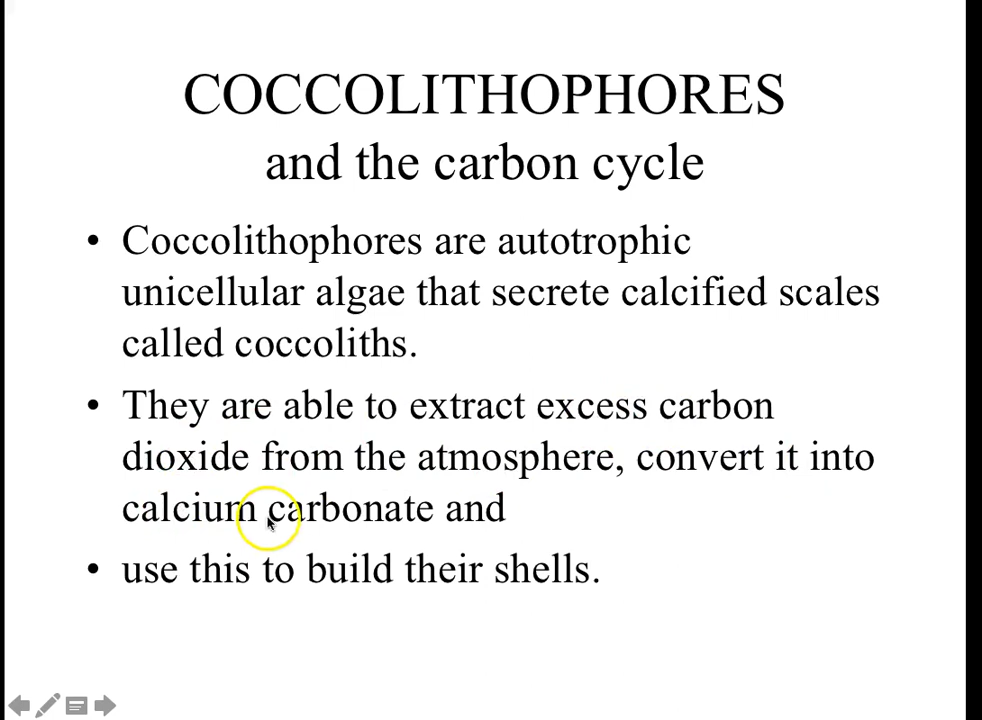 COCCOLITHOPHORES
and the carbon cycle
• Coccolithophores are autotrophic
unicellular algae that secrete calcified scales
called coccoliths.
• They are able to extract excess carbon
dioxide from the atmosphere, convert it into
calcium carbonate and
• use this to build their shells.